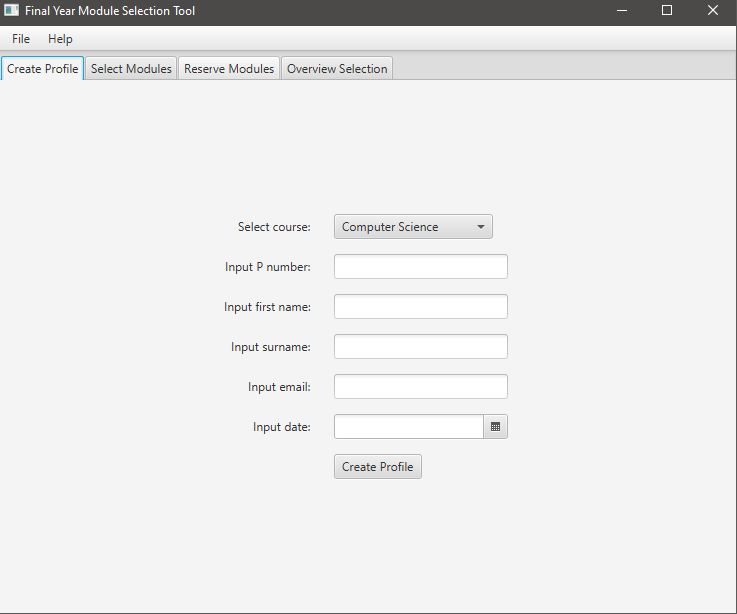 Final Year Module Selection Tool
File Help
Create Profile Select Modules Reserve Modules Overview Selection
Select course: Computer Science
Input P number:
Input first name:
Input surname:
Input email:
Input date:
Create Profile